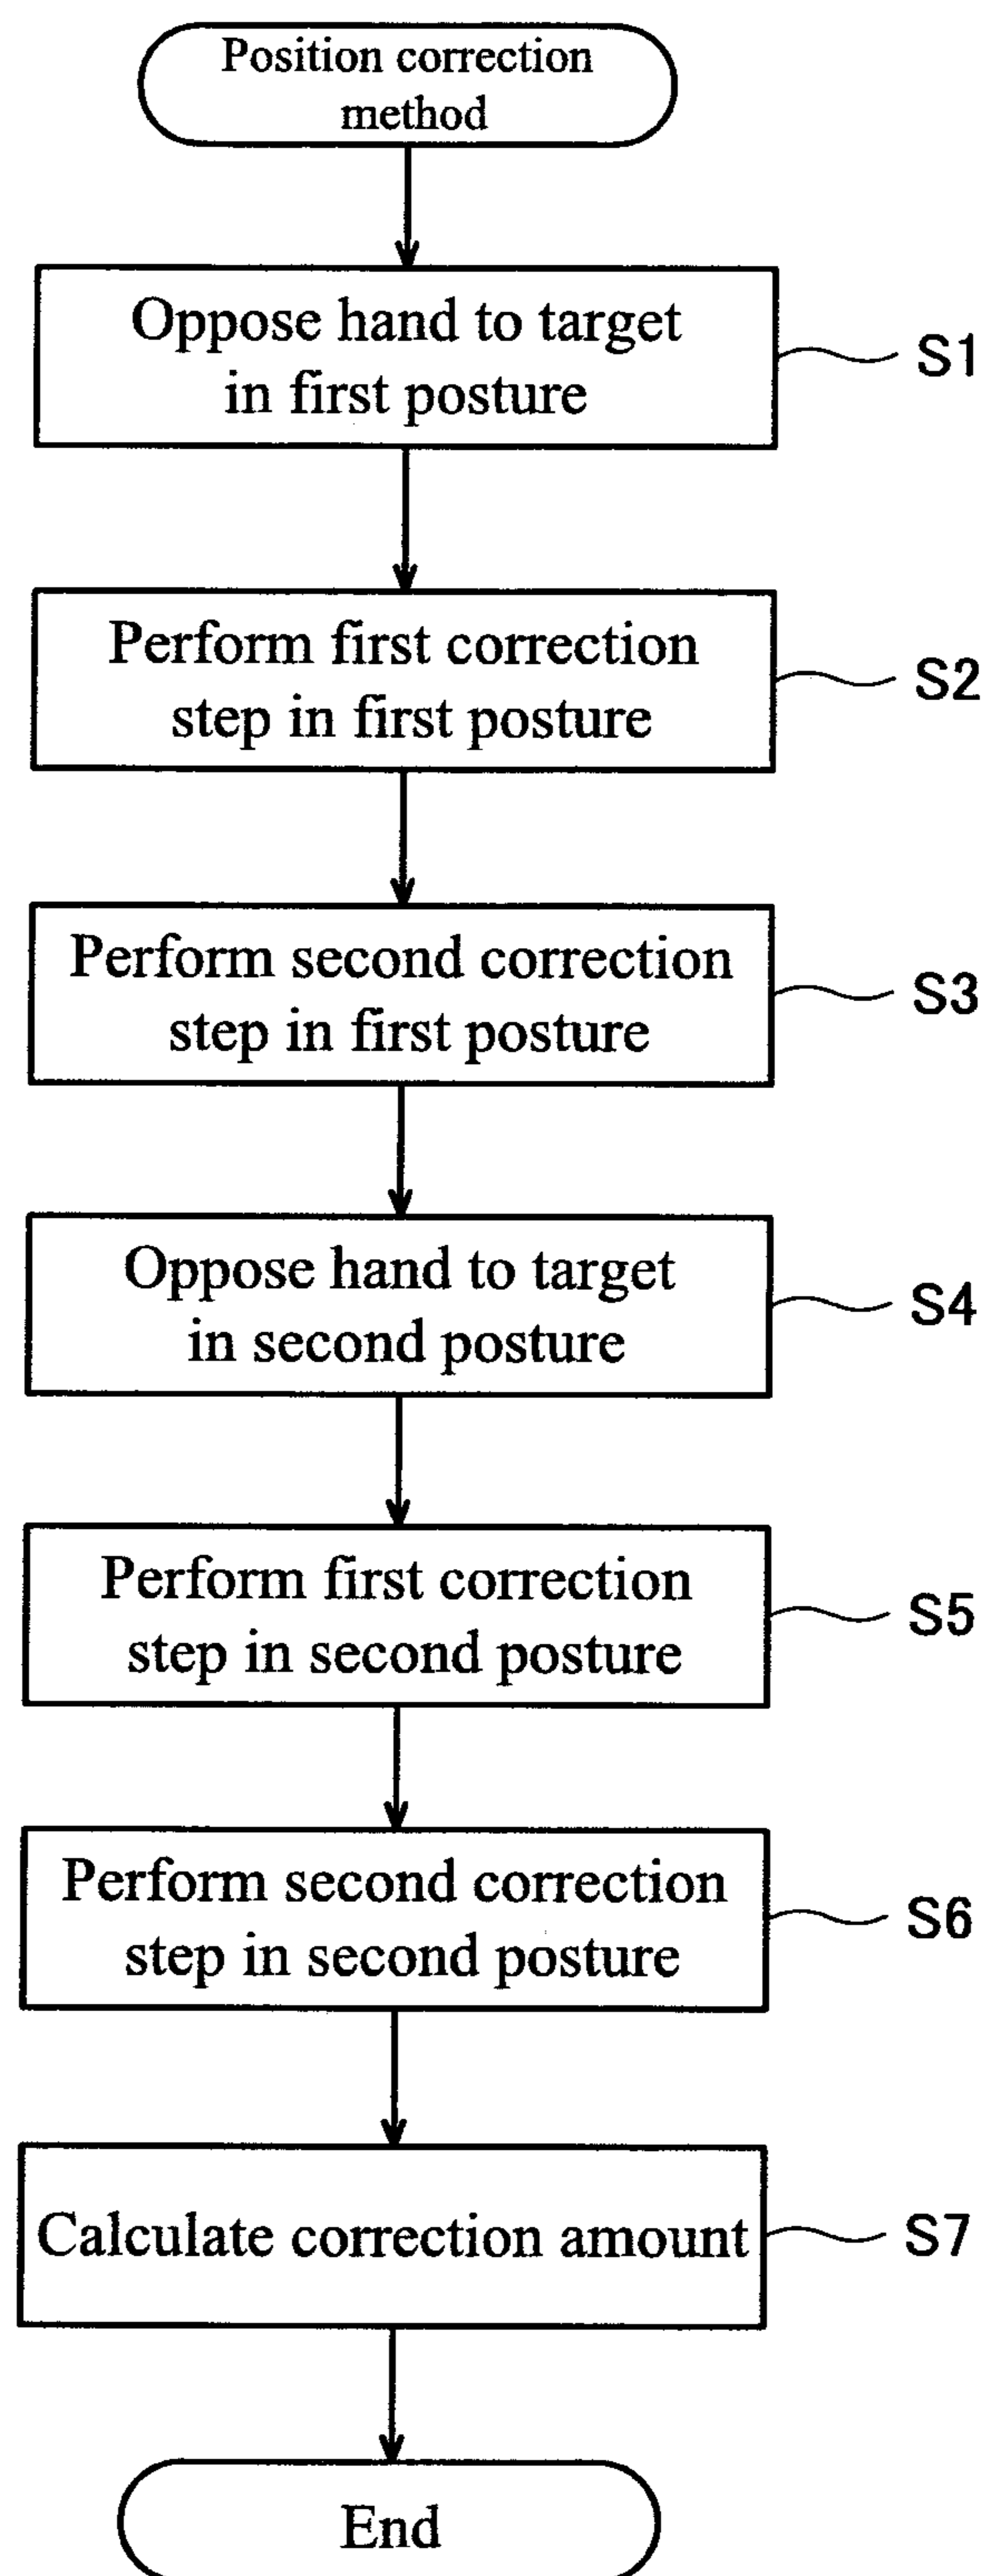 Position correction
method
Oppose hand to target
in first posture
S1
Perform first correction
step in first posture
S2
Perform second correction
step in first posture
S3
Oppose hand to target
in second posture
S4
Perform first correction
step in second posture
S5
Perform second correction
step in second posture
S6
Calculate correction amount
S7
End